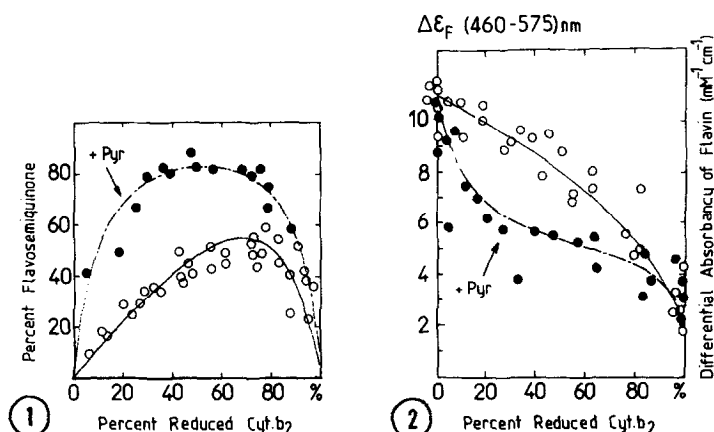 Percent Flavosemiquinone
80
60
40
20
+ Pyr
0 20 40 60 80 %
Percent Reduced Cyt.b₂
1
Δℇ_F (460-575)nm
10
8
6
4
2
+ Pyr
0 20 40 60 80 %
Percent Reduced Cyt.b₂
Differential Absorbancy of Flavin (mM⁻¹ cm⁻¹)
2